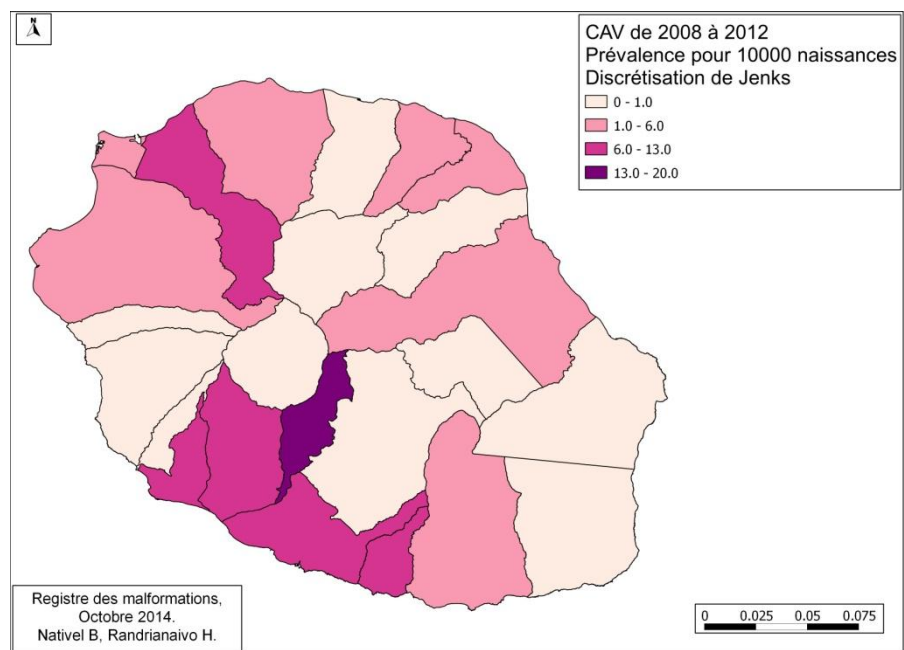 CAV de 2008 à 2012
Prévalence pour 10000 naissances
Discrétisation de Jenks
0 - 1.0
1.0 - 6.0
6.0 - 13.0
13.0 - 20.0
Registre des malformations,
Octobre 2014.
Nativel B, Randrianaivo H.
0 0.025 0.05 0.075